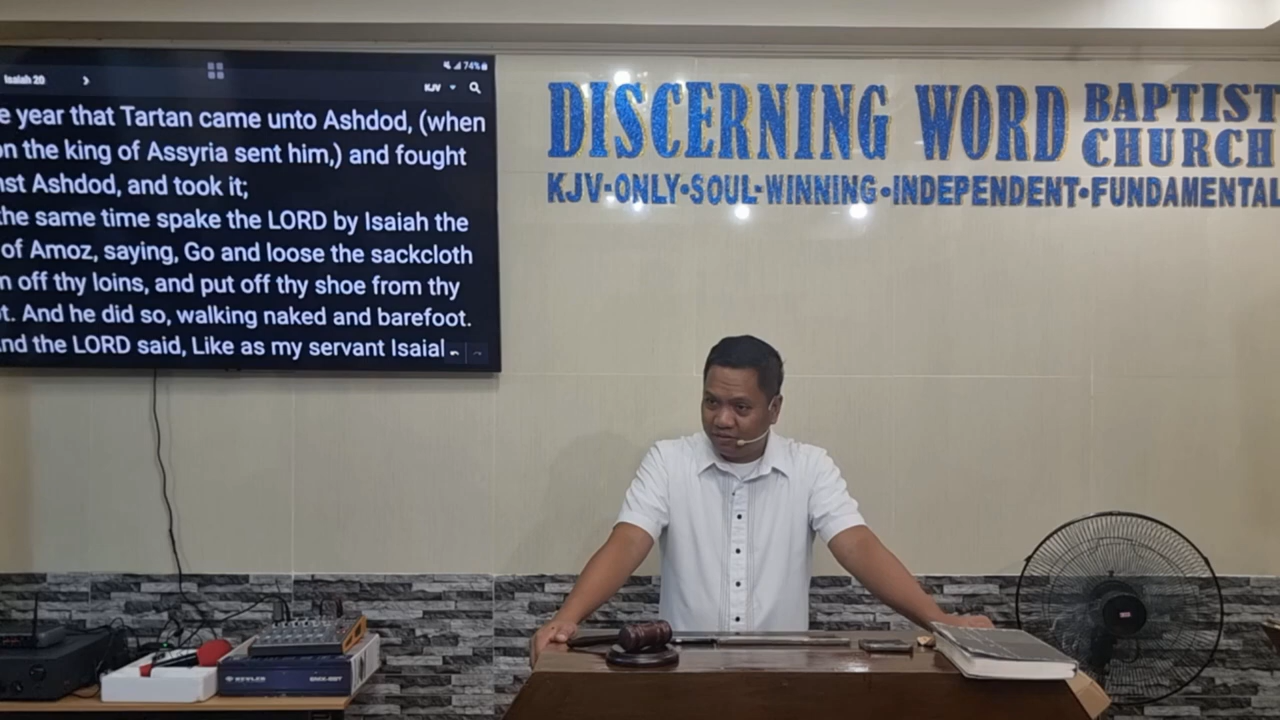 Isaiah 20
74%
KJV
e year that Tartan came unto Ashdod, (when
on the king of Assyria sent him,) and fought
nst Ashdod, and took it;
the same time spake the LORD by Isaiah the
of Amoz, saying, Go and loose the sackcloth
n off thy loins, and put off thy shoe from thy
t. And he did so, walking naked and barefoot.
nd the LORD said, Like as my servant Isaia
DISCERNING WORD BAPTIST
CHURCH
KJV-ONLY•SOUL-WINNING•INDEPENDENT•FUNDAMENTAL
KEVLER